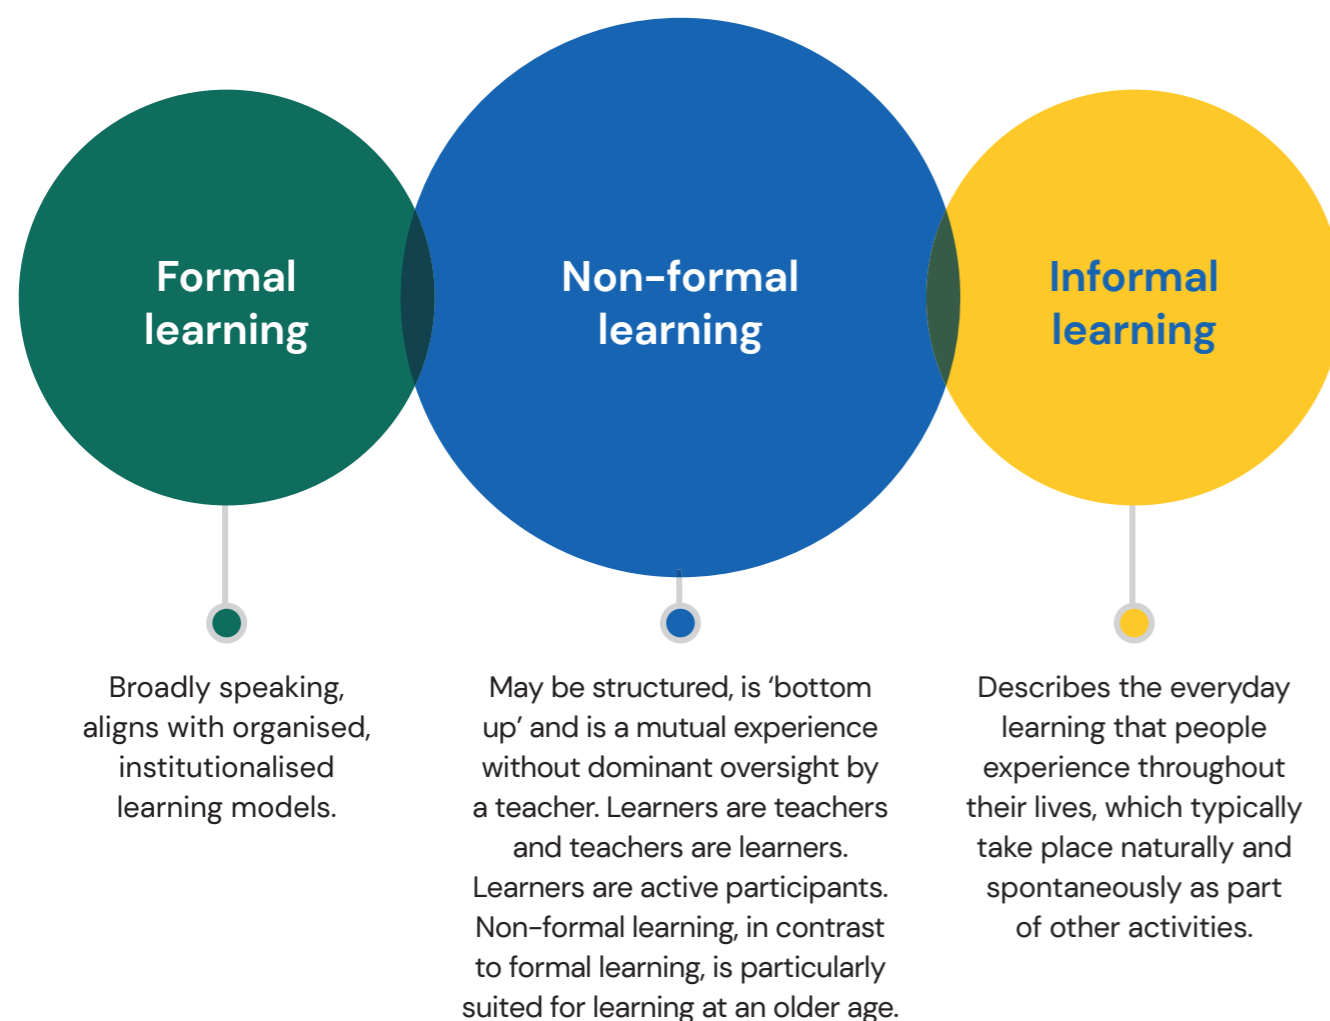 Formal
learning
Non-formal
learning
Informal
learning
Broadly speaking,
aligns with organised,
institutionalised
learning models.
May be structured, is ‘bottom
up’ and is a mutual experience
without dominant oversight by
a teacher. Learners are teachers
and teachers are learners.
Learners are active participants.
Non-formal learning, in contrast
to formal learning, is particularly
suited for learning at an older age.
Describes the everyday
learning that people
experience throughout
their lives, which typically
take place naturally and
spontaneously as part
of other activities.